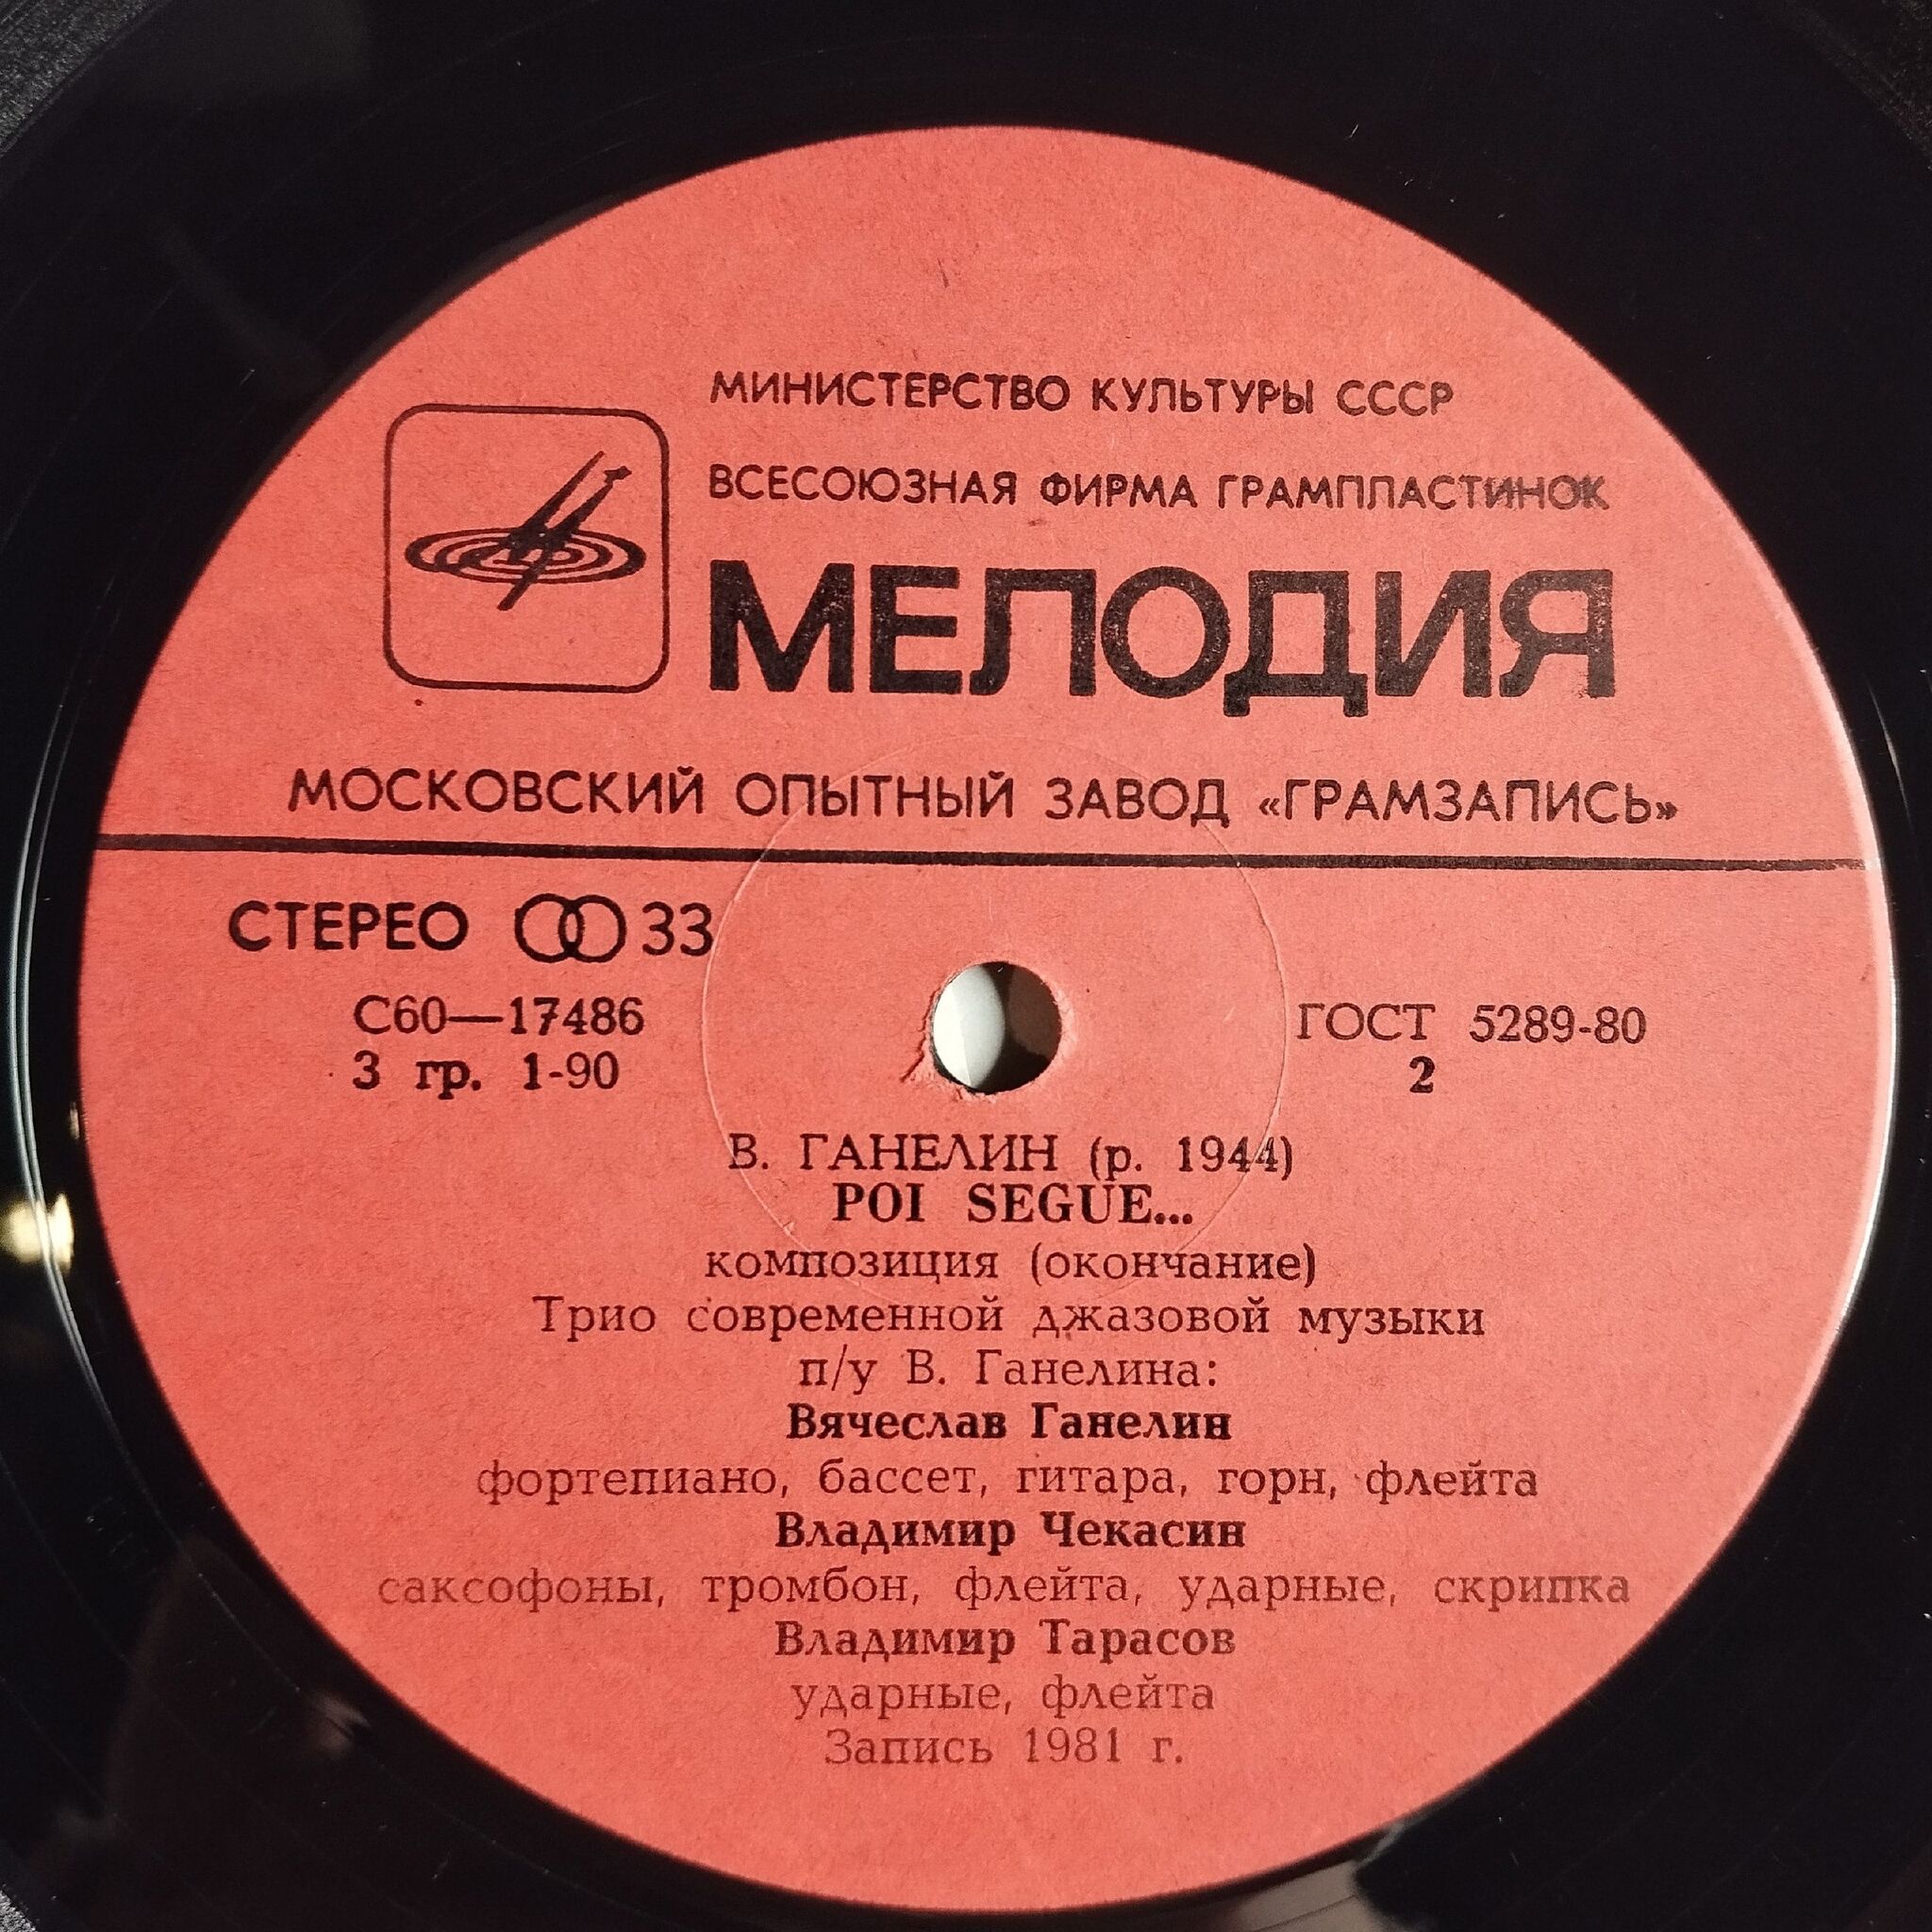 МИНИСТЕРСТВО КУЛЬТУРЫ СССР
ВСЕСОЮЗНАЯ ФИРМА ГРАМПЛАСТИНОК
МЕЛОДИЯ
МОСКОВСКИЙ ОПЫТНЫЙ ЗАВОД «ГРАМЗАПИСЬ»
СТЕРЕО 33
С60—17486
ГОСТ 5289-80
3 гр. 1-90
2
В. ГАНЕЛИН (р. 1944)
POI SEGUE...
композиция (окончание)
Трио современной джазовой музыки
п/у В. Ганелина:
Вячеслав Ганелин
фортепиано, бассет, гитара, горн, флейта
Владимир Чекасин
саксофоны, тромбон, флейта, ударные, скрипка
Владимир Тарасов
ударные, флейта
Запись 1981 г.